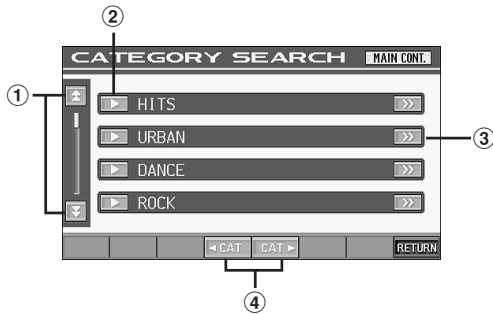 ②
CATEGORY SEARCH MAIN CONT.
①
HITS
URBAN
③
DANCE
ROCK
◄CAT CAT► RETURN
④